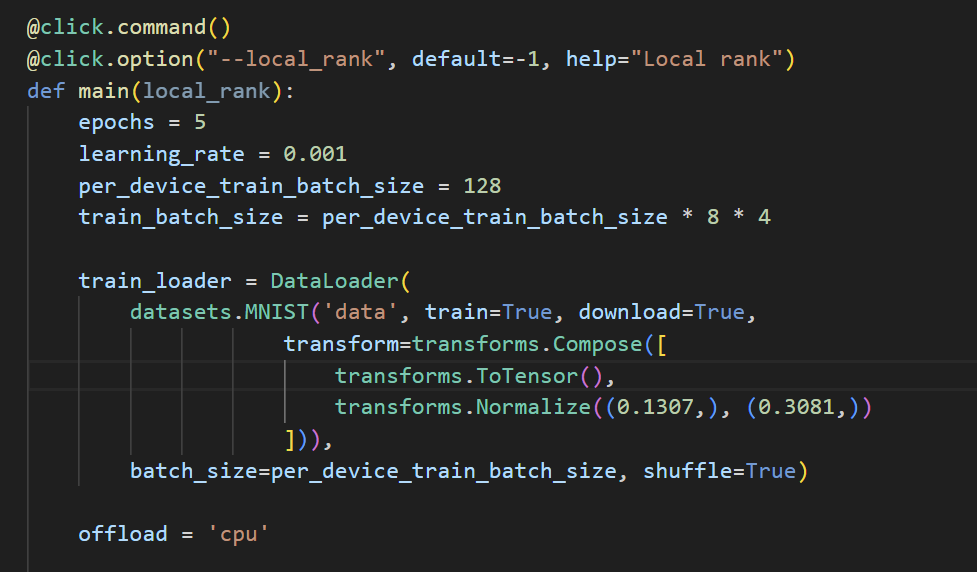 @click.command()
@click.option("--local_rank", default=-1, help="Local rank")
def main(local_rank):
    epochs = 5
    learning_rate = 0.001
    per_device_train_batch_size = 128
    train_batch_size = per_device_train_batch_size * 8 * 4

    train_loader = DataLoader(
        datasets.MNIST('data', train=True, download=True,
                    transform=transforms.Compose([
                        transforms.ToTensor(),
                        transforms.Normalize((0.1307,), (0.3081,))
                    ])),
        batch_size=per_device_train_batch_size, shuffle=True)

    offload = 'cpu'